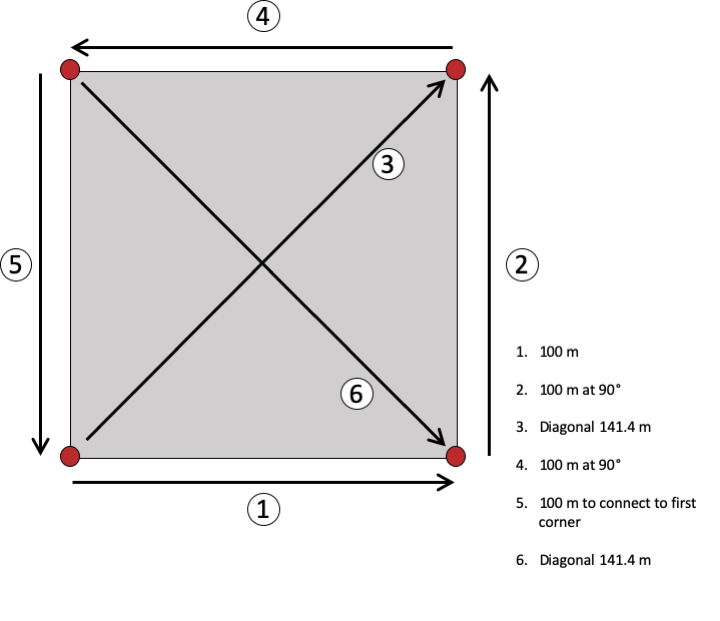 4
3
5
2
6
1
1. 100 m
2. 100 m at 90°
3. Diagonal 141.4 m
4. 100 m at 90°
5. 100 m to connect to first
corner
6. Diagonal 141.4 m